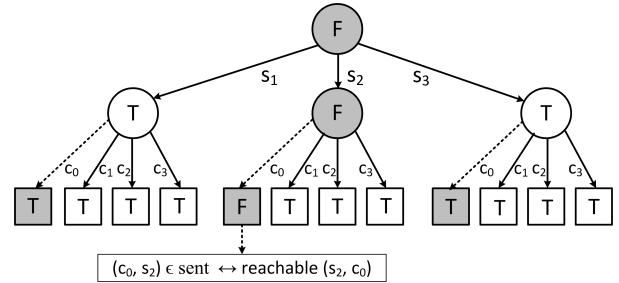 F
s₁ s₂ s₃
T F T
c₀ c₁ c₂ c₃ c₀ c₁ c₂ c₃ c₀ c₁ c₂ c₃
T T T T F T T T T T T T
(c₀, s₂) ϵ sent ↔ reachable (s₂, c₀)